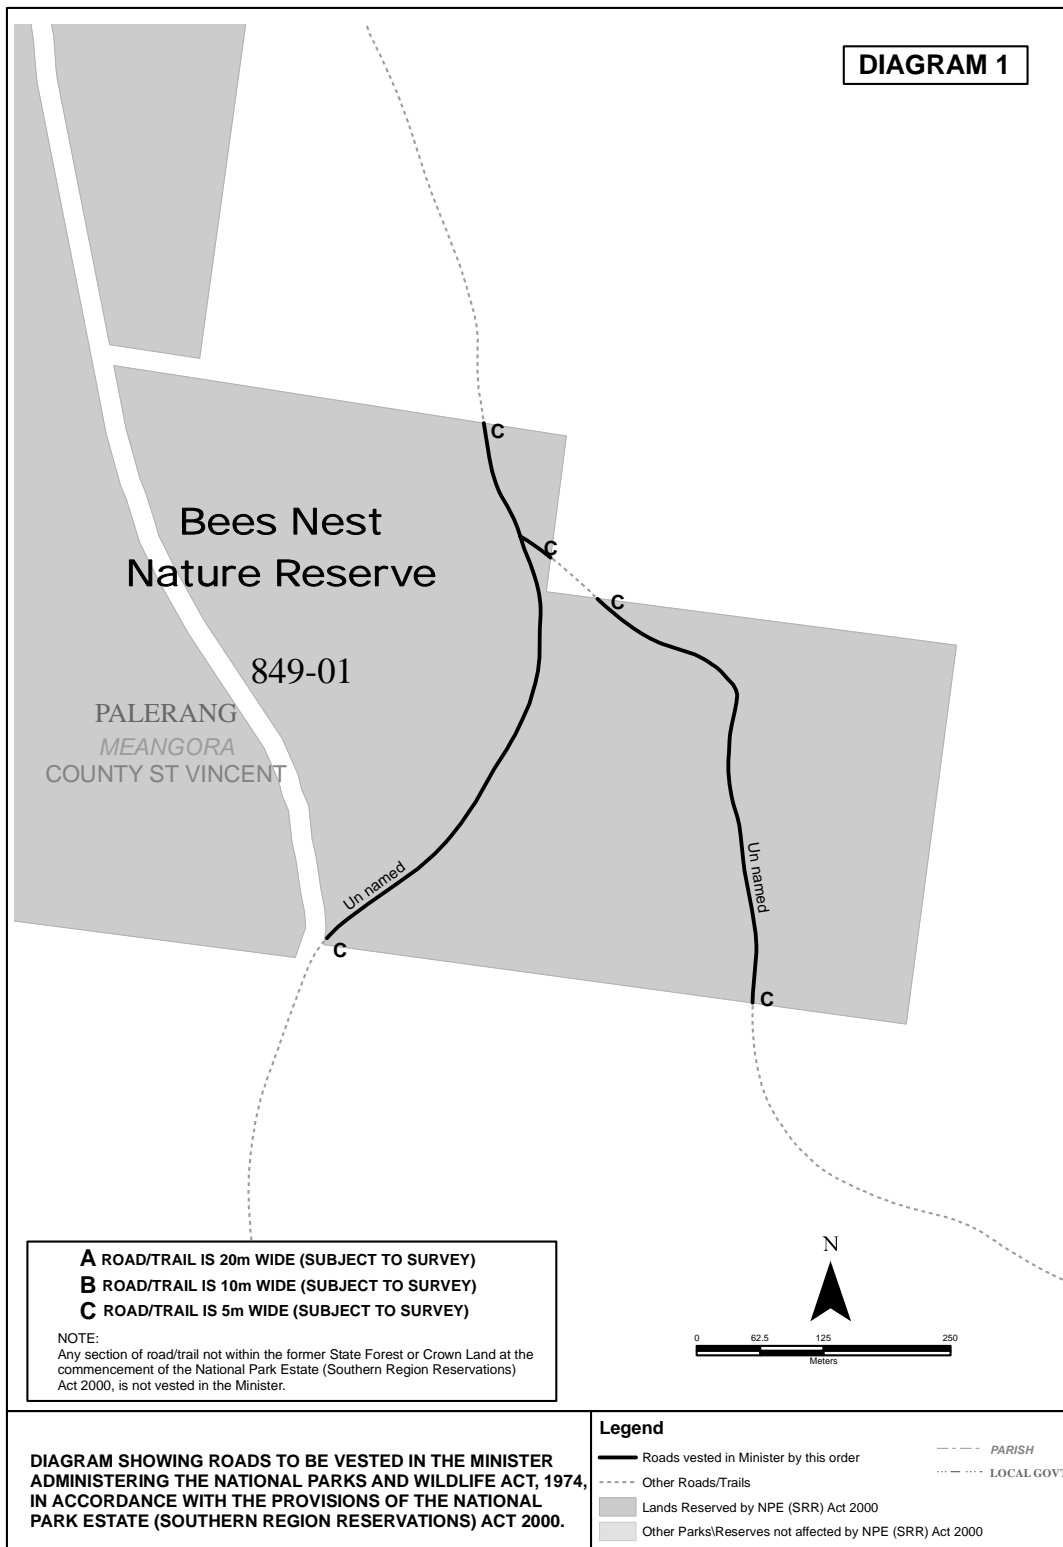 DIAGRAM 1
C
C
C
Bees Nest
Nature Reserve
849-01
PALERANG
MEANGORA
COUNTY ST VINCENT
Un named
Un named
C
C
A ROAD/TRAIL IS 20m WIDE (SUBJECT TO SURVEY)
B ROAD/TRAIL IS 10m WIDE (SUBJECT TO SURVEY)
C ROAD/TRAIL IS 5m WIDE (SUBJECT TO SURVEY)
NOTE:
Any section of road/trail not within the former State Forest or Crown Land at the
commencement of the National Park Estate (Southern Region Reservations)
Act 2000, is not vested in the Minister.
N
0 62.5 125 250
Meters
DIAGRAM SHOWING ROADS TO BE VESTED IN THE MINISTER
ADMINISTERING THE NATIONAL PARKS AND WILDLIFE ACT, 1974,
IN ACCORDANCE WITH THE PROVISIONS OF THE NATIONAL
PARK ESTATE (SOUTHERN REGION RESERVATIONS) ACT 2000.
Legend
Roads vested in Minister by this order
Other Roads/Trails
Lands Reserved by NPE (SRR) Act 2000
Other Parks\Reserves not affected by NPE (SRR) Act 2000
PARISH
LOCAL GOVT